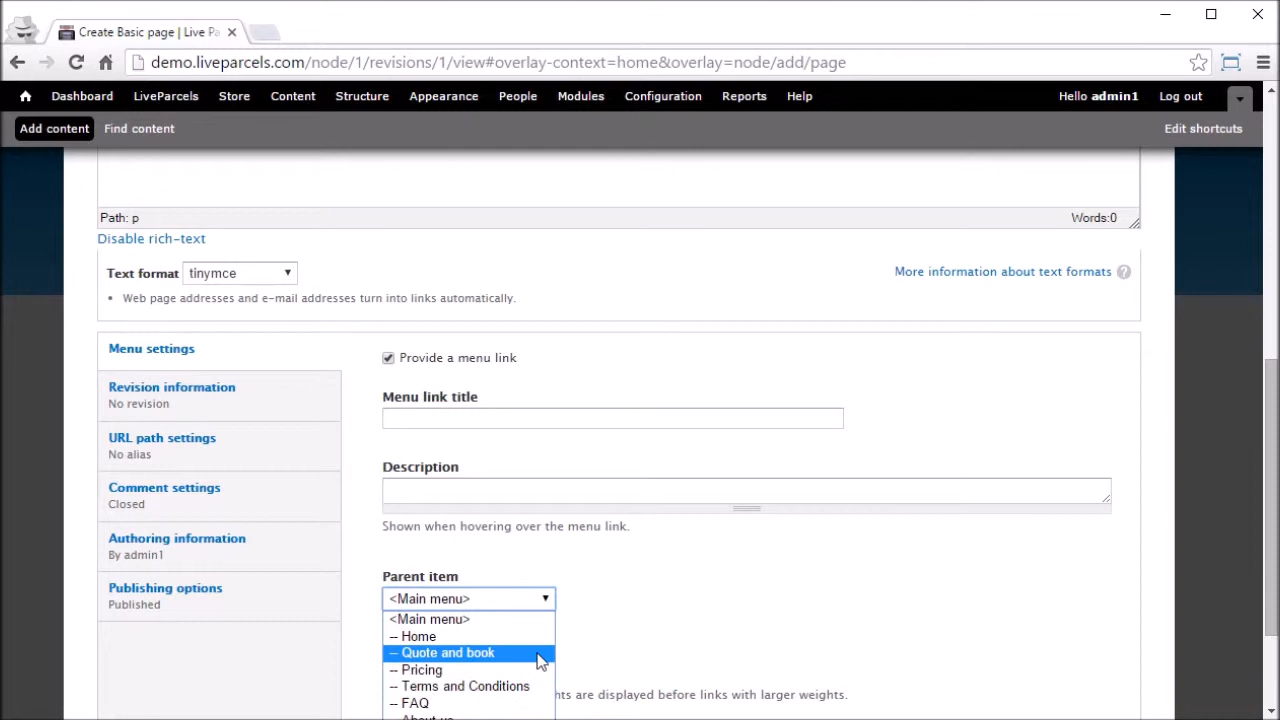 Create Basic page | Live Pa
demo.liveparcels.com/node/1/revisions/1/view#overlay-context=home&overlay=node/add/page
Dashboard LiveParcels Store Content Structure Appearance People Modules Configuration Reports Help Hello admin1 Log out
Add content Find content Edit shortcuts
Path: p Words:0
Disable rich-text
Text format tinymce More information about text formats ?
Web page addresses and e-mail addresses turn into links automatically.
Menu settings
Provide a menu link
Revision information
No revision
Menu link title
URL path settings
No alias
Description
Comment settings
Closed
Shown when hovering over the menu link.
Authoring information
By admin1
Parent item
Publishing options
Published
<Main menu>
<Main menu>
-- Home
-- Quote and book
-- Pricing
-- Terms and Conditions
hts are displayed before links with larger weights.
-- FAQ
-- About us